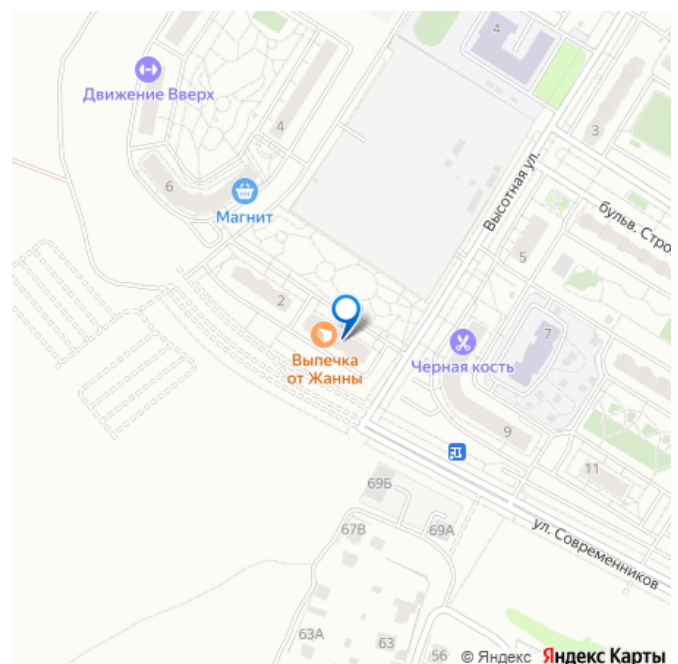 4
Движение Вверх
4
3
Высотная ул.
6
Магнит
бульв. Стро
5
2
7
Выпечка
от Жанны
Черная кость
9
11
69Б
67В
69А
ул. Современников
63А
63
56
© Яндекс Яндекс Карты